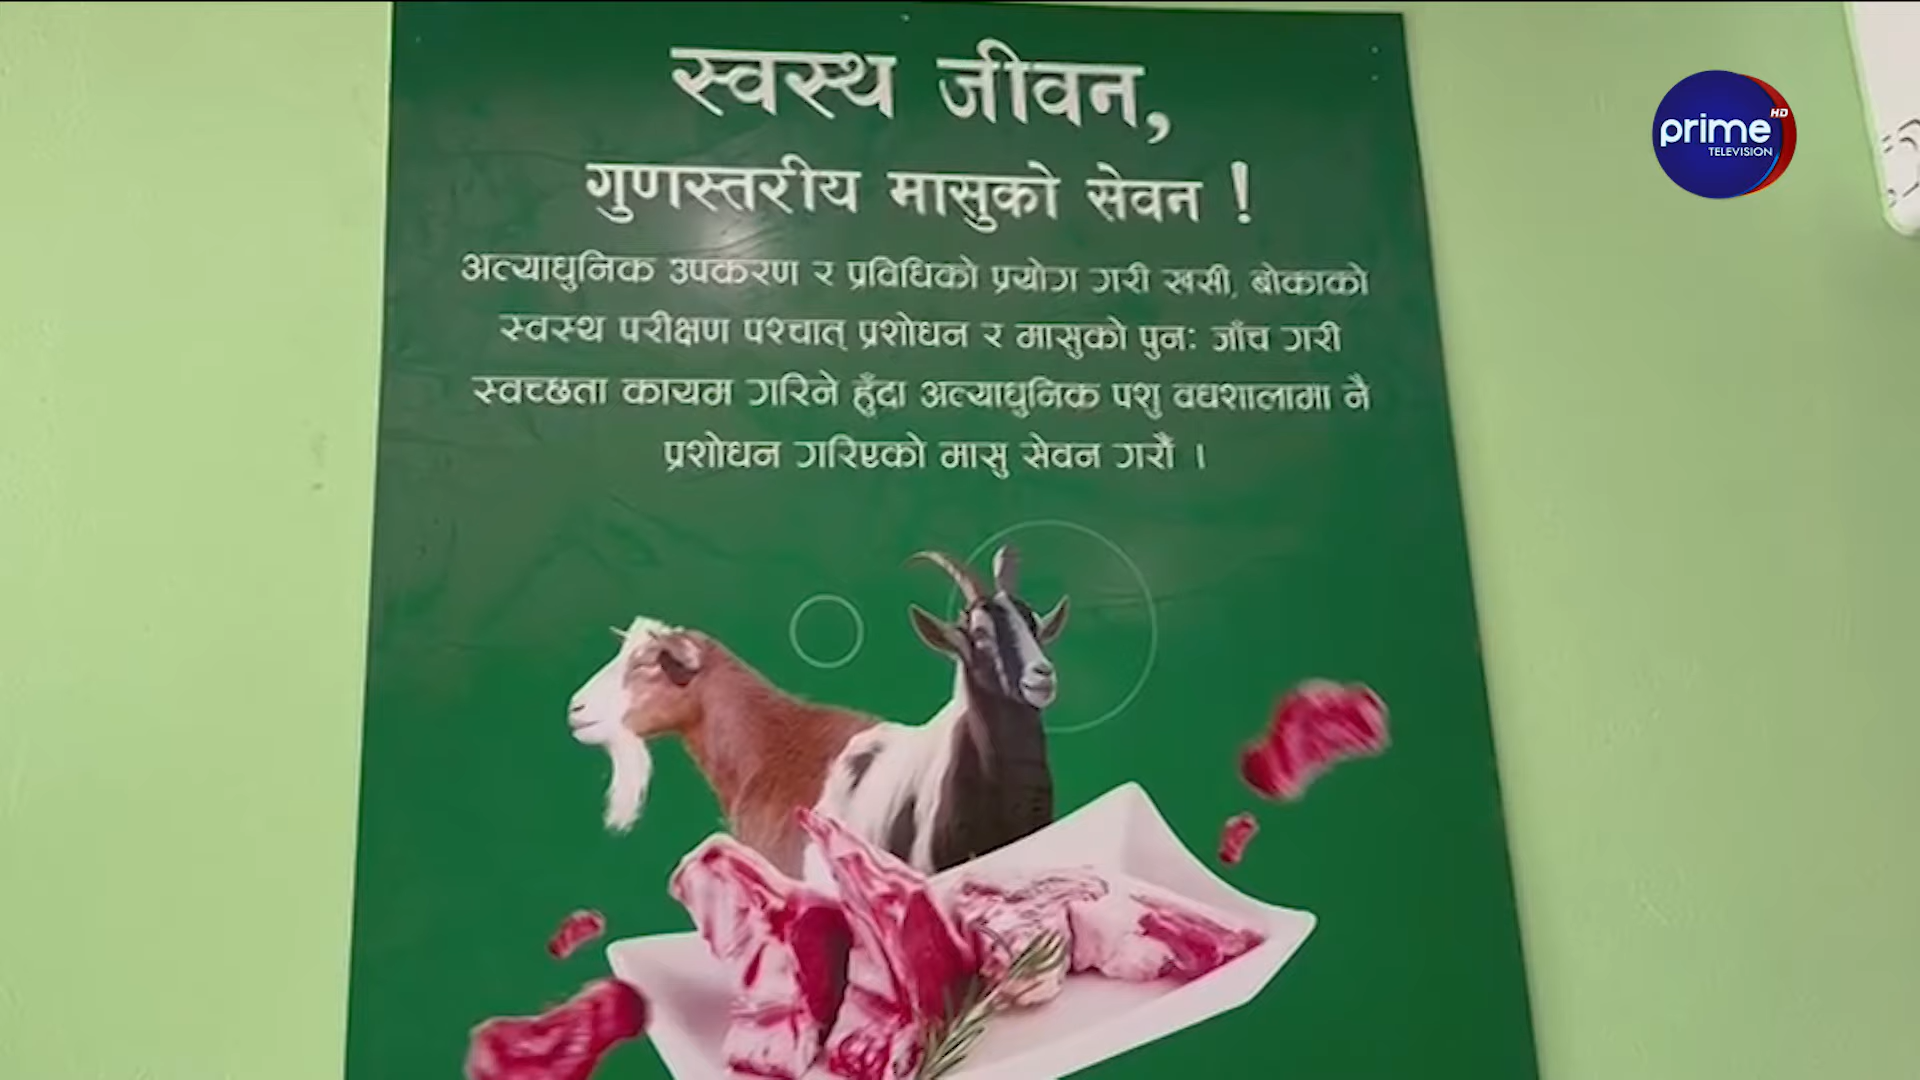 स्वस्थ जीवन,
गुणस्तरीय मासुको सेवन !
अत्याधुनिक उपकरण र प्रविधिको प्रयोग गरी खसी, बोकाको
स्वस्थ परीक्षण पश्चात् प्रशोधन र मासुको पुनः जाँच गरी
स्वच्छता कायम गरिने हुँदा अत्याधुनिक पशु वधशालामा नै
प्रशोधन गरिएको मासु सेवन गरौं ।
prime HD
TELEVISION